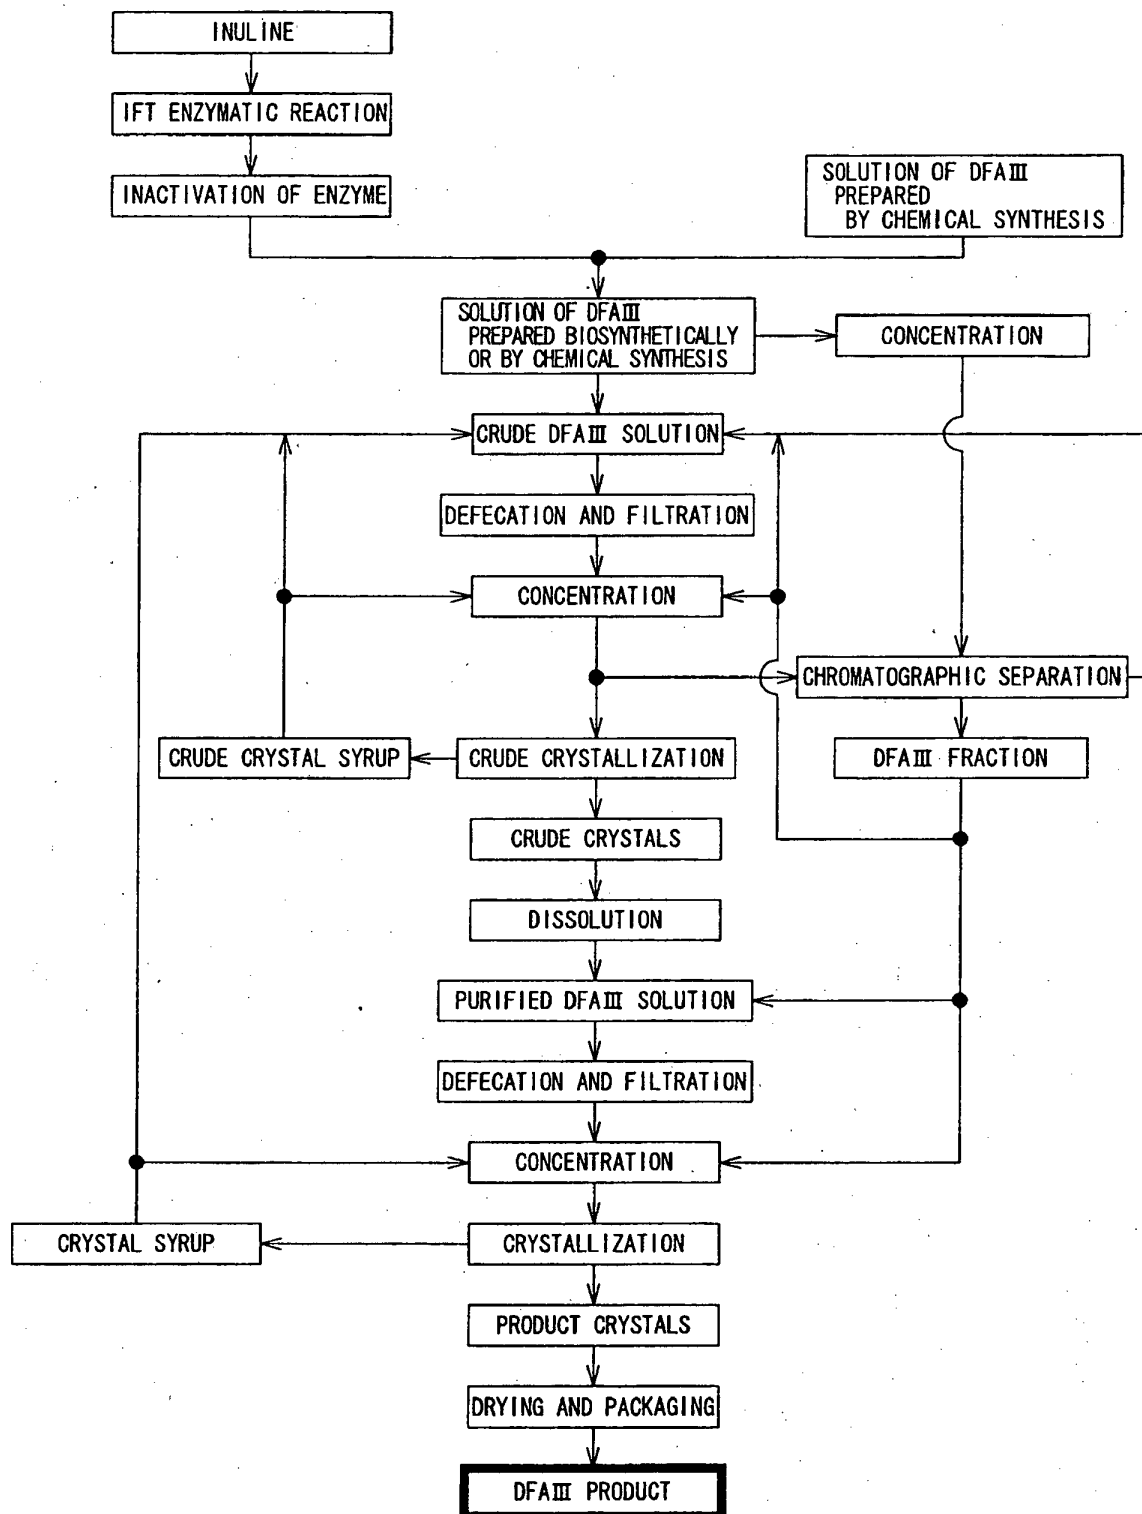 INULINE
IFT ENZYMATIC REACTION
INACTIVATION OF ENZYME
SOLUTION OF DFAⅢ
PREPARED
BY CHEMICAL SYNTHESIS
SOLUTION OF DFAⅢ
PREPARED BIOSYNTHETICALLY
OR BY CHEMICAL SYNTHESIS
CONCENTRATION
CRUDE DFAⅢ SOLUTION
DEFECATION AND FILTRATION
CONCENTRATION
CHROMATOGRAPHIC SEPARATION
CRUDE CRYSTAL SYRUP
CRUDE CRYSTALLIZATION
DFAⅢ FRACTION
CRUDE CRYSTALS
DISSOLUTION
PURIFIED DFAⅢ SOLUTION
DEFECATION AND FILTRATION
CONCENTRATION
CRYSTAL SYRUP
CRYSTALLIZATION
PRODUCT CRYSTALS
DRYING AND PACKAGING
DFAⅢ PRODUCT